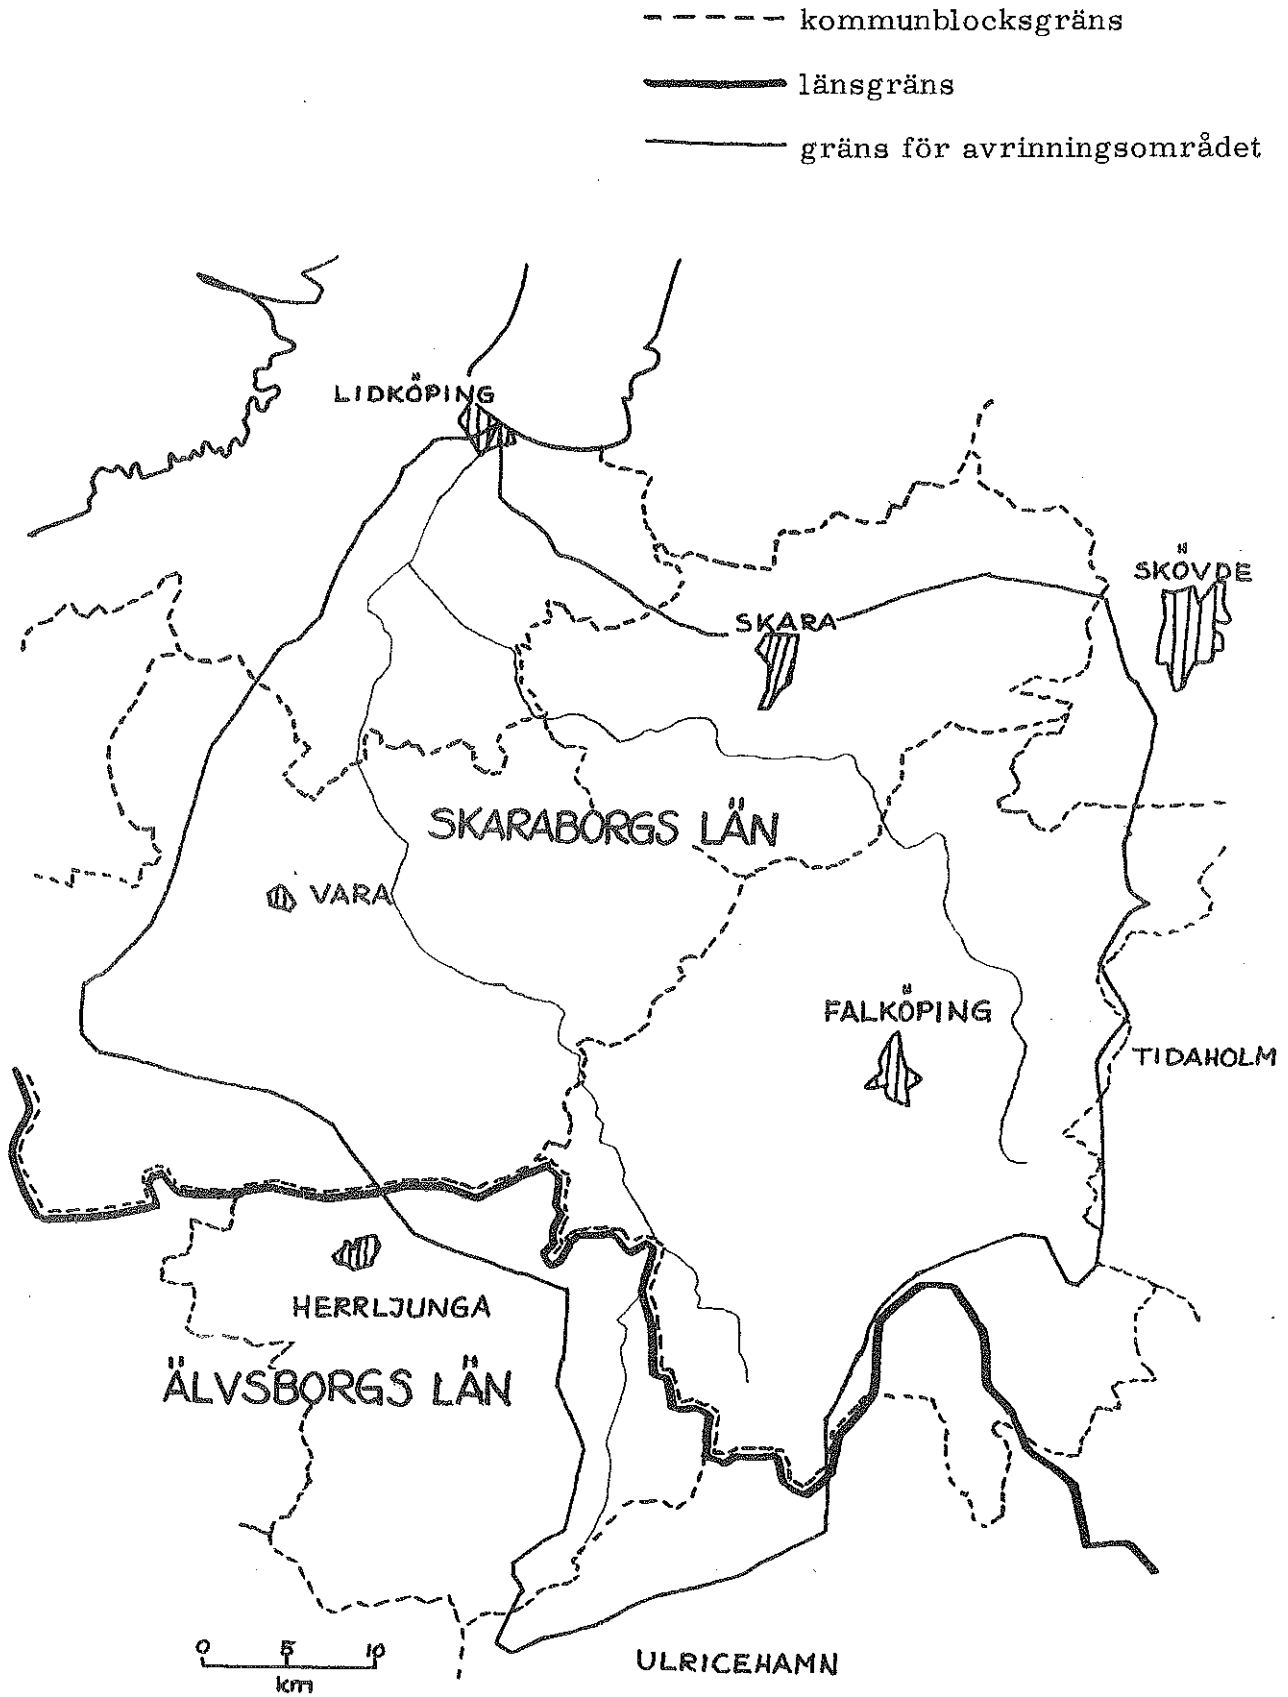 kommunblocksgräns
länsgräns
gräns för avrinningsområdet
LIDKÖPING
SKÖVDE
SKARA
SKARABORGS LÄN
VARA
FALKÖPING
TIDAHOLM
HERRLJUNGA
ÄLVSBORGS LÄN
0 5 10
km
ULRICEHAMN